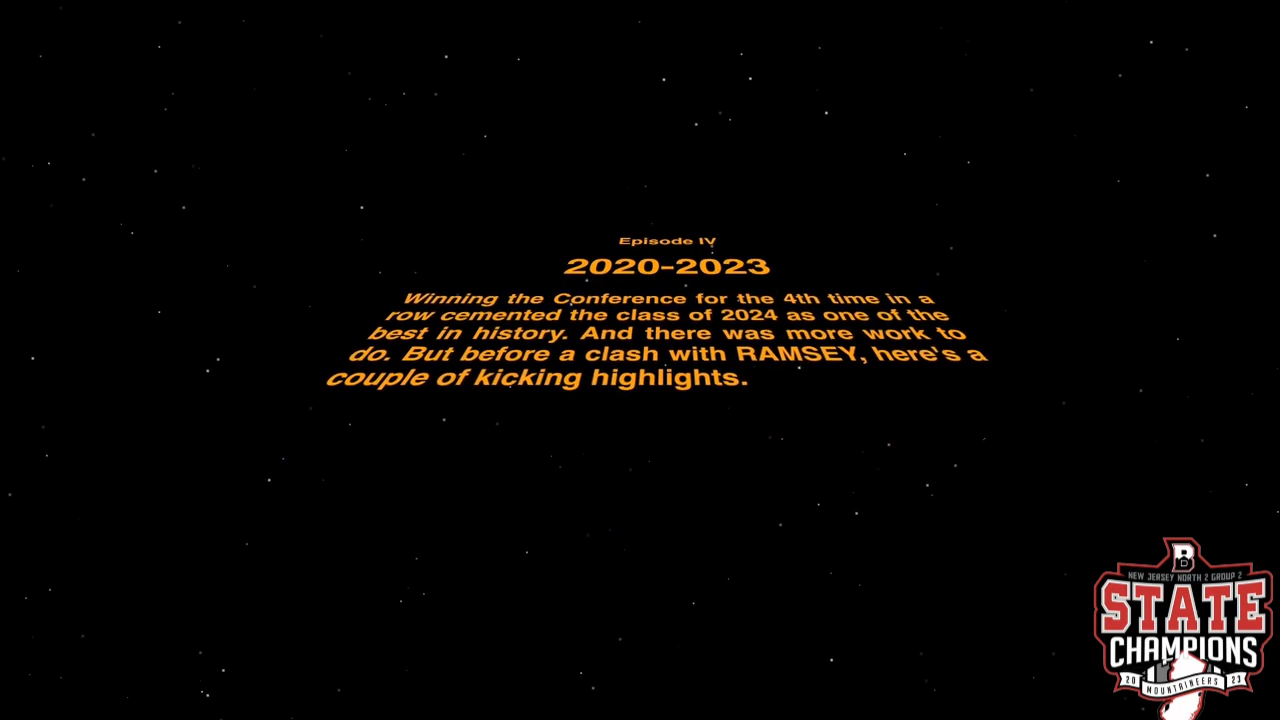 Episode IV
2020-2023
Winning the Conference for the 4th time in a
row cemented the class of 2024 as one of the
best in history. And there was more work to
do. But before a clash with RAMSEY, here's a
couple of kicking highlights.
B
NEW JERSEY NORTH 2 GROUP 2
STATE
CHAMPIONS
20 MOUNTAINEERS 23